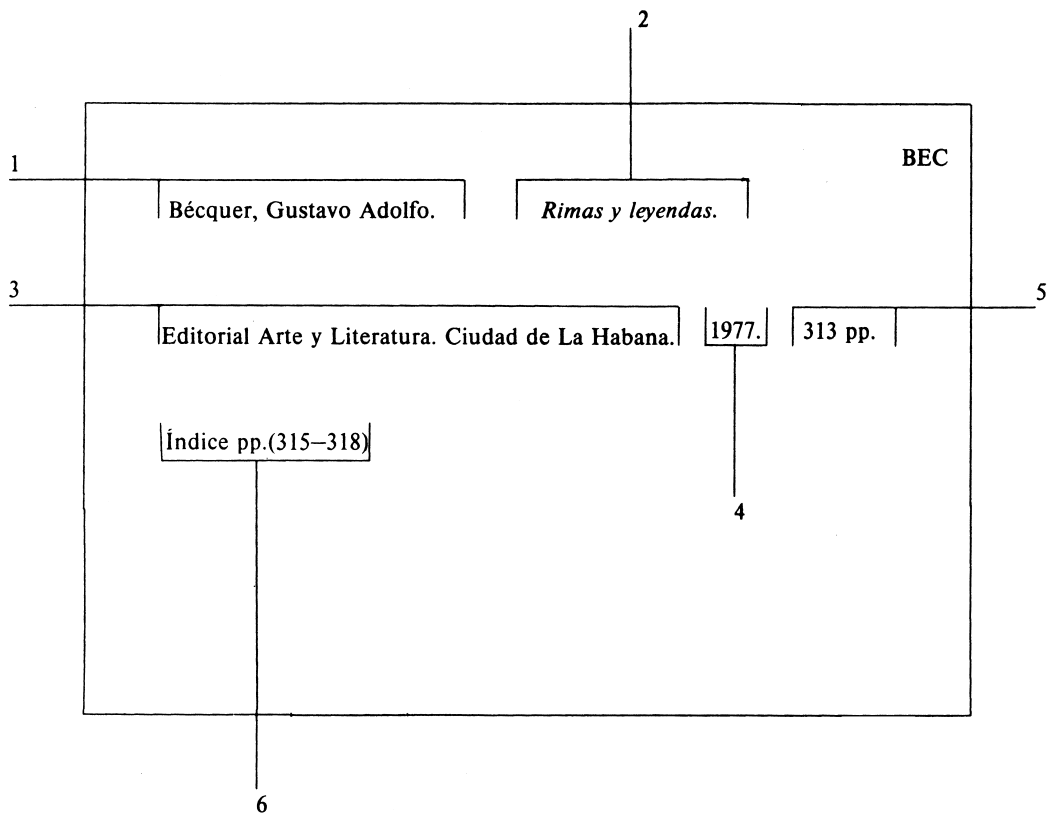 2
BEC
1
Bécquer, Gustavo Adolfo. Rimas y leyendas.
3 5
Editorial Arte y Literatura. Ciudad de La Habana. 1977. 313 pp.
Índice pp.(315–318)
4
6